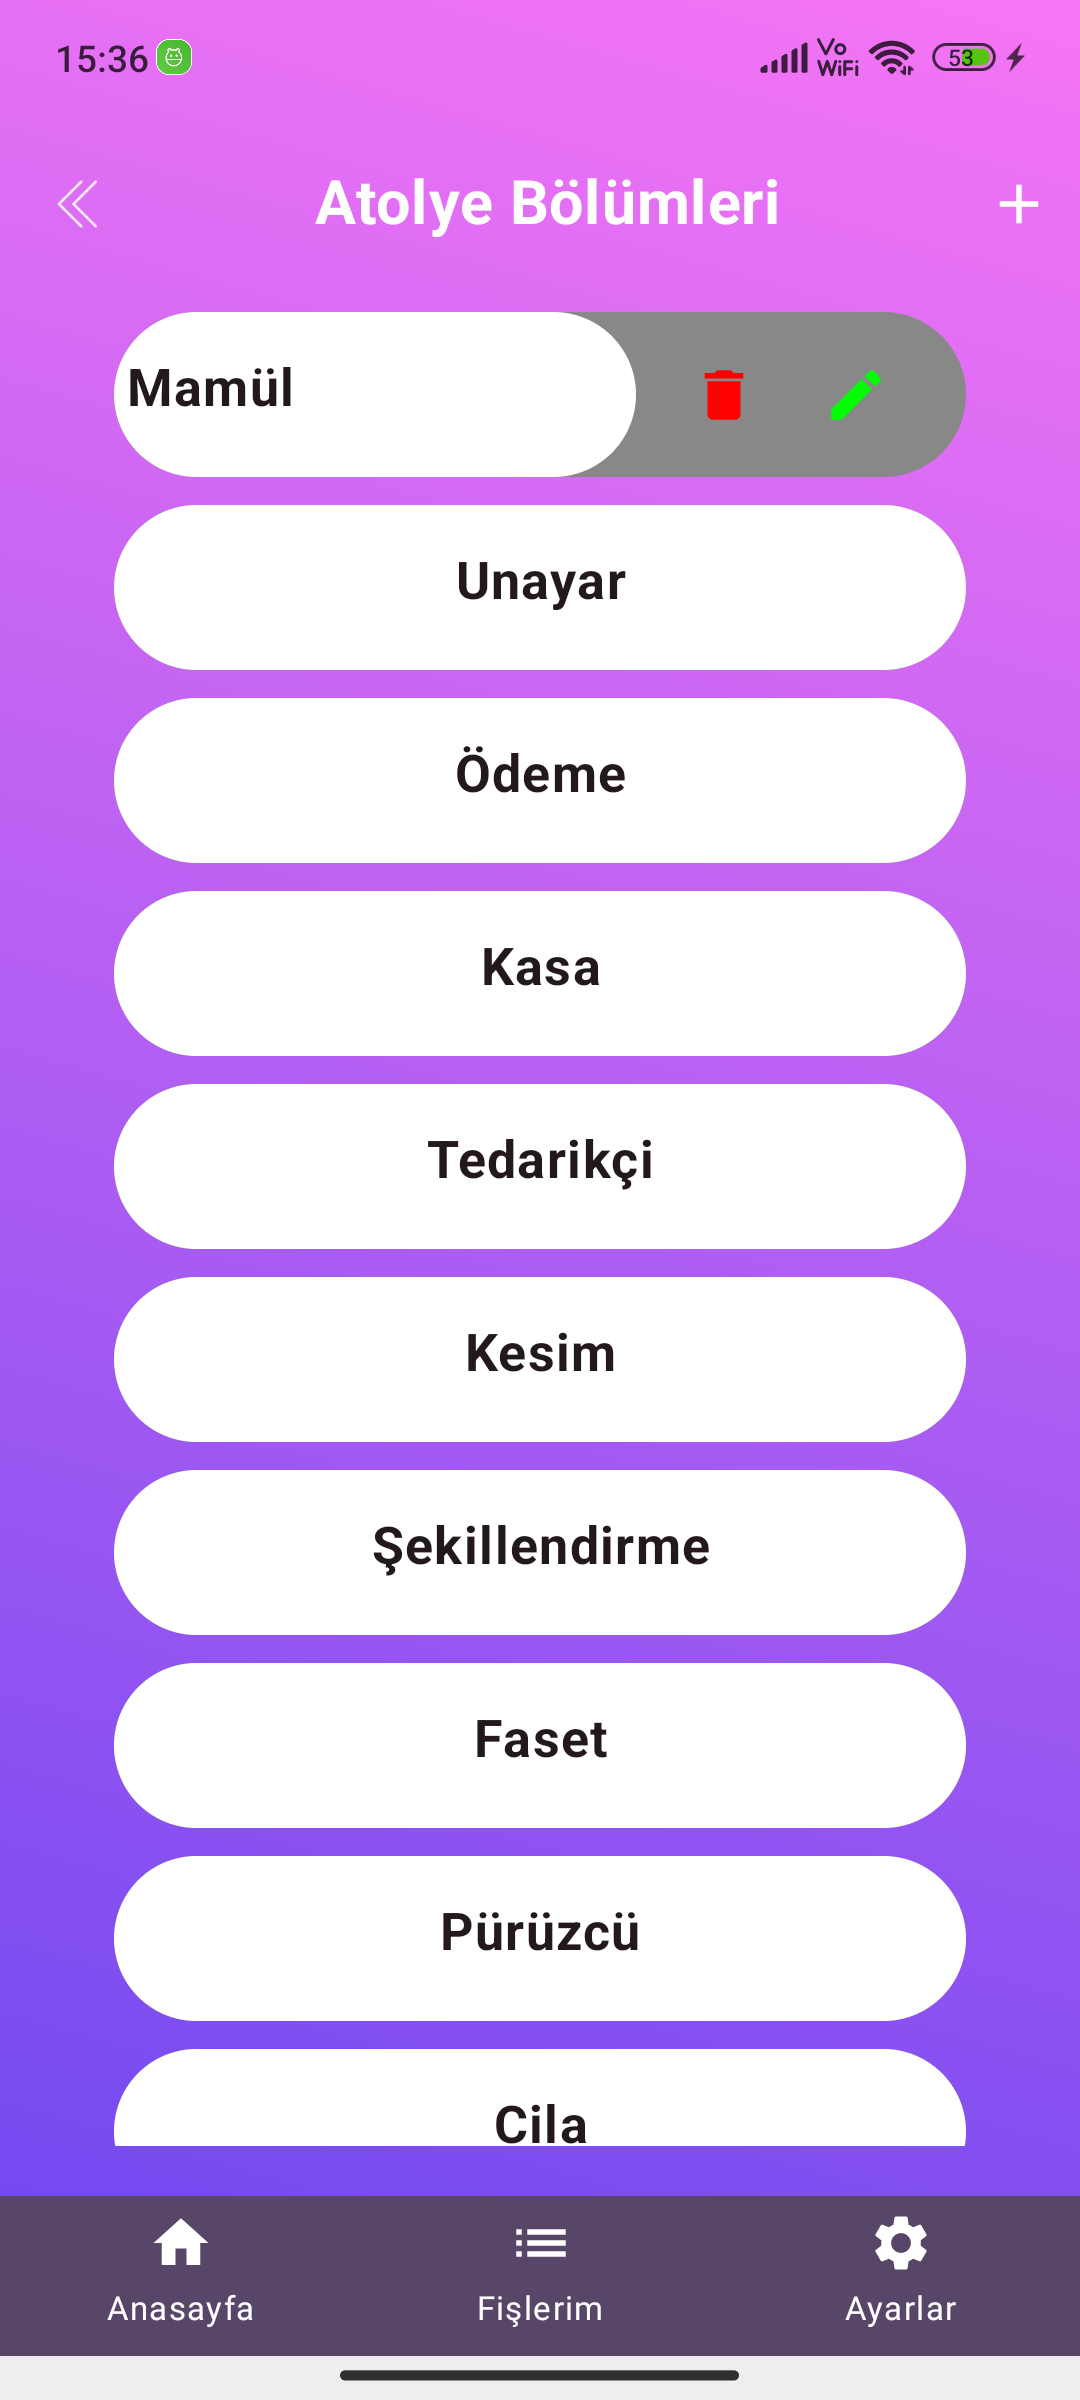 15:36
Vo
WiFi
53
Atolye Bölümleri
Mamül
Unayar
Ödeme
Kasa
Tedarikçi
Kesim
Şekillendirme
Faset
Pürüzcü
Cila
Anasayfa
Fişlerim
Ayarlar